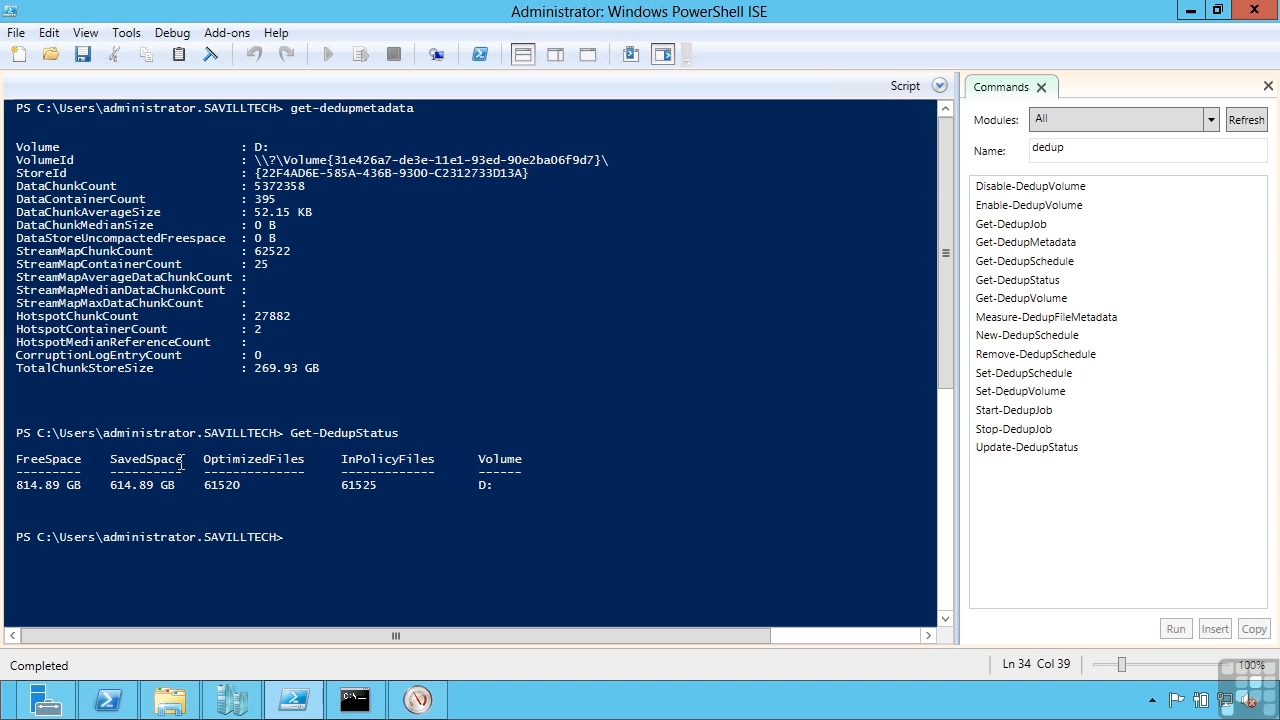 Administrator: Windows PowerShell ISE
File Edit View Tools Debug Add-ons Help
Script
PS C:\Users\administrator.SAVILLTECH> get-dedupmetadata
Volume : D:
VolumeId : \\?\Volume{31e426a7-de3e-11e1-93ed-90e2ba06f9d7}\
StoreId : {22F4AD6E-585A-436B-9300-C2312733D13A}
DataChunkCount : 5372358
DataContainerCount : 395
DataChunkAverageSize : 52.15 KB
DataChunkMedianSize : 0 B
DataStoreUncompactedFreespace : 0 B
StreamMapChunkCount : 62522
StreamMapContainerCount : 25
StreamMapAverageDataChunkCount :
StreamMapMedianDataChunkCount :
StreamMapMaxDataChunkCount :
HotspotChunkCount : 27882
HotspotContainerCount : 2
HotspotMedianReferenceCount :
CorruptionLogEntryCount : 0
TotalChunkStoreSize : 269.93 GB
PS C:\Users\administrator.SAVILLTECH> Get-DedupStatus
FreeSpace SavedSpace OptimizedFiles InPolicyFiles Volume
--------- ---------- -------------- ------------- ------
814.89 GB 614.89 GB 61520 61525 D:
PS C:\Users\administrator.SAVILLTECH>
Commands
Modules: All Refresh
Name: dedup
Disable-DedupVolume
Enable-DedupVolume
Get-DedupJob
Get-DedupMetadata
Get-DedupSchedule
Get-DedupStatus
Get-DedupVolume
Measure-DedupFileMetadata
New-DedupSchedule
Remove-DedupSchedule
Set-DedupSchedule
Set-DedupVolume
Start-DedupJob
Stop-DedupJob
Update-DedupStatus
Run Insert Copy
Completed
Ln 34 Col 39
100%